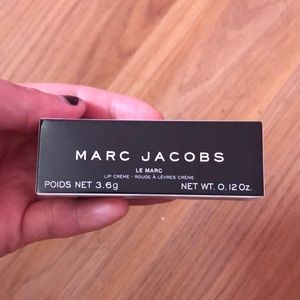 MARC JACOBS
LE MARC
LIP CRÈME · ROUGE À LÈVRES CRÈME
POIDS NET 3.6g NET WT. 0.12 Oz.